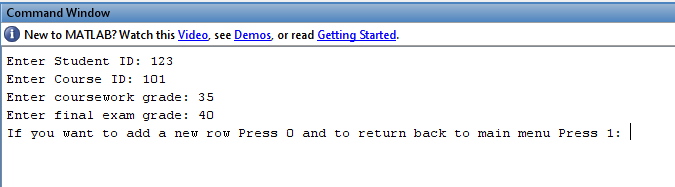 Command Window
New to MATLAB? Watch this Video, see Demos, or read Getting Started.
Enter Student ID: 123
Enter Course ID: 101
Enter coursework grade: 35
Enter final exam grade: 40
If you want to add a new row Press 0 and to return back to main menu Press 1: